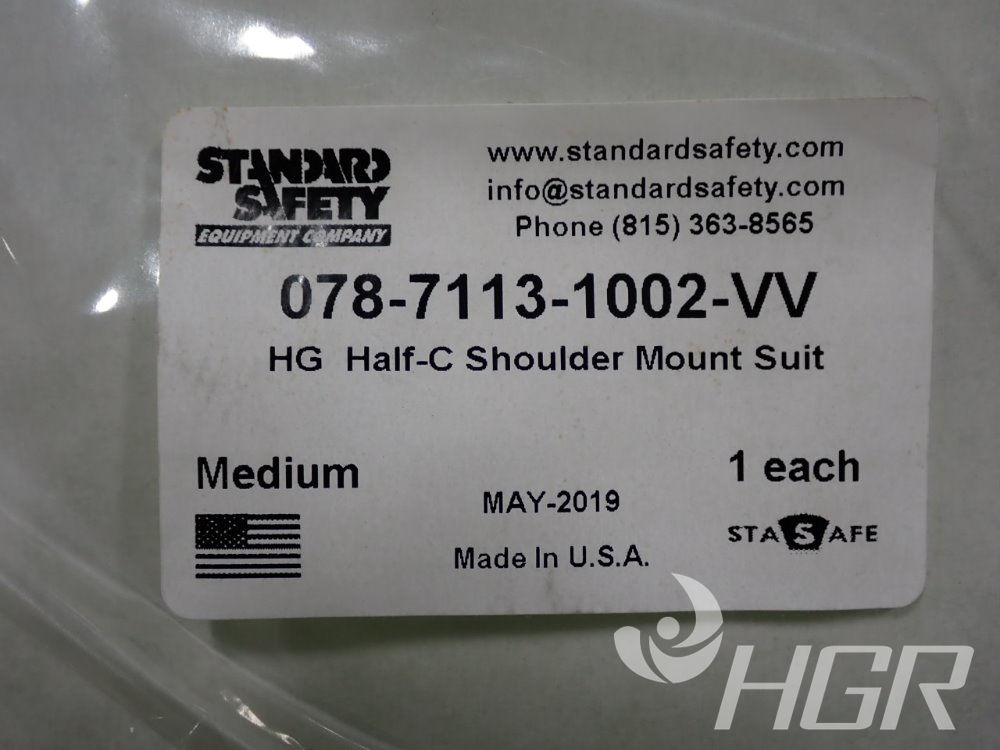 STANDARD
SAFETY
EQUIPMENT COMPANY
www.standardsafety.com
info@standardsafety.com
Phone (815) 363-8565
078-7113-1002-VV
HG  Half-C Shoulder Mount Suit
Medium
1 each
MAY-2019
STA S AFE
Made In U.S.A.
HGR